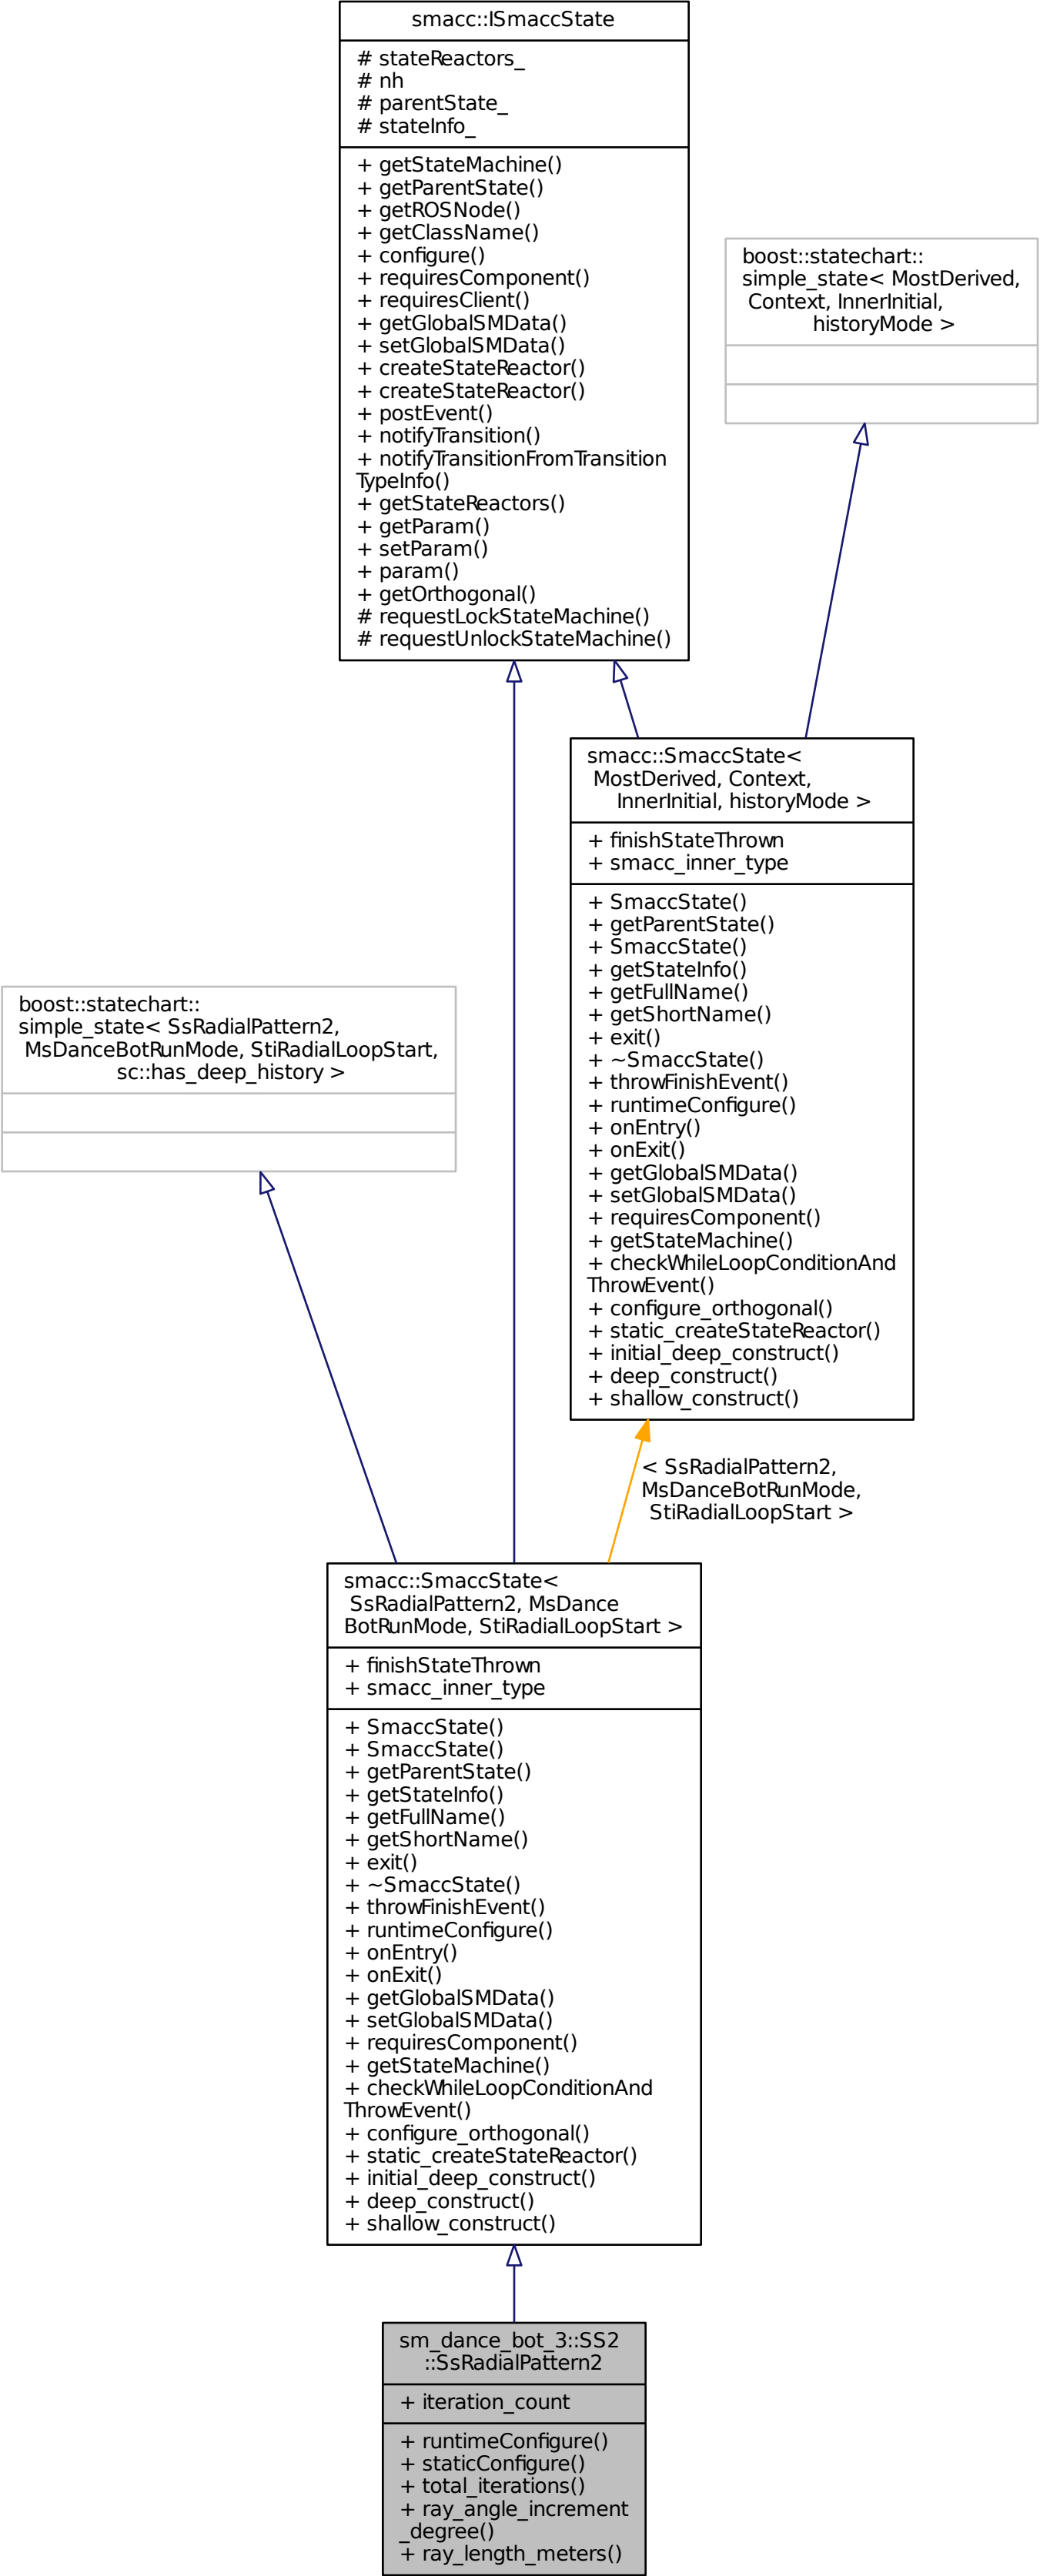 smacc::ISmaccState
# stateReactors_
# nh
# parentState_
# stateInfo_
+ getStateMachine()
+ getParentState()
+ getROSNode()
+ getClassName()
+ configure()
+ requiresComponent()
+ requiresClient()
+ getGlobalSMData()
+ setGlobalSMData()
+ createStateReactor()
+ createStateReactor()
+ postEvent()
+ notifyTransition()
+ notifyTransitionFromTransition
TypeInfo()
+ getStateReactors()
+ getParam()
+ setParam()
+ param()
+ getOrthogonal()
# requestLockStateMachine()
# requestUnlockStateMachine()
boost::statechart::
simple_state< MostDerived,
Context, InnerInitial,
historyMode >
smacc::SmaccState<
MostDerived, Context,
InnerInitial, historyMode >
+ finishStateThrown
+ smacc_inner_type
+ SmaccState()
+ getParentState()
+ SmaccState()
+ getStateInfo()
+ getFullName()
+ getShortName()
+ exit()
+ ~SmaccState()
+ throwFinishEvent()
+ runtimeConfigure()
+ onEntry()
+ onExit()
+ getGlobalSMData()
+ setGlobalSMData()
+ requiresComponent()
+ getStateMachine()
+ checkWhileLoopConditionAnd
ThrowEvent()
+ configure_orthogonal()
+ static_createStateReactor()
+ initial_deep_construct()
+ deep_construct()
+ shallow_construct()
boost::statechart::
simple_state< SsRadialPattern2,
MsDanceBotRunMode, StiRadialLoopStart,
sc::has_deep_history >
< SsRadialPattern2,
MsDanceBotRunMode,
StiRadialLoopStart >
smacc::SmaccState<
SsRadialPattern2, MsDance
BotRunMode, StiRadialLoopStart >
+ finishStateThrown
+ smacc_inner_type
+ SmaccState()
+ SmaccState()
+ getParentState()
+ getStateInfo()
+ getFullName()
+ getShortName()
+ exit()
+ ~SmaccState()
+ throwFinishEvent()
+ runtimeConfigure()
+ onEntry()
+ onExit()
+ getGlobalSMData()
+ setGlobalSMData()
+ requiresComponent()
+ getStateMachine()
+ checkWhileLoopConditionAnd
ThrowEvent()
+ configure_orthogonal()
+ static_createStateReactor()
+ initial_deep_construct()
+ deep_construct()
+ shallow_construct()
sm_dance_bot_3::SS2
::SsRadialPattern2
+ iteration_count
+ runtimeConfigure()
+ staticConfigure()
+ total_iterations()
+ ray_angle_increment
_degree()
+ ray_length_meters()